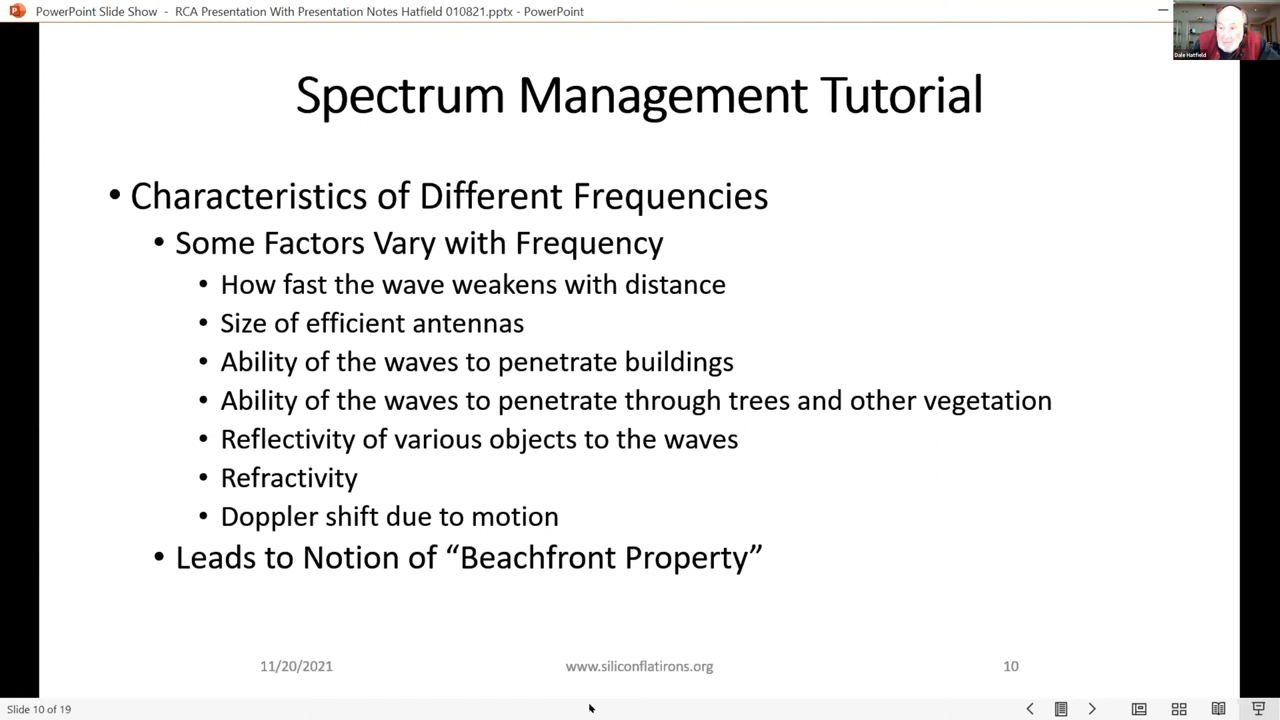 PowerPoint Slide Show - RCA Presentation With Presentation Notes Hatfield 010821.pptx - PowerPoint
Dale Hatfield
Spectrum Management Tutorial
• Characteristics of Different Frequencies
• Some Factors Vary with Frequency
• How fast the wave weakens with distance
• Size of efficient antennas
• Ability of the waves to penetrate buildings
• Ability of the waves to penetrate through trees and other vegetation
• Reflectivity of various objects to the waves
• Refractivity
• Doppler shift due to motion
• Leads to Notion of “Beachfront Property”
11/20/2021
www.siliconflatirons.org
10
Slide 10 of 19